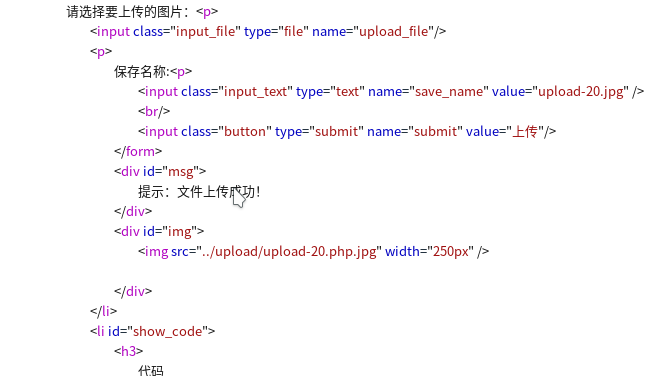 请选择要上传的图片：<p>
<input class="input_file" type="file" name="upload_file"/>
<p>
保存名称:<p>
<input class="input_text" type="text" name="save_name" value="upload-20.jpg" />
<br/>
<input class="button" type="submit" name="submit" value="上传"/>
</form>
<div id="msg">
提示：文件上传成功！
</div>
<div id="img">
<img src="../upload/upload-20.php.jpg" width="250px" />
</div>
</li>
<li id="show_code">
<h3>
代码